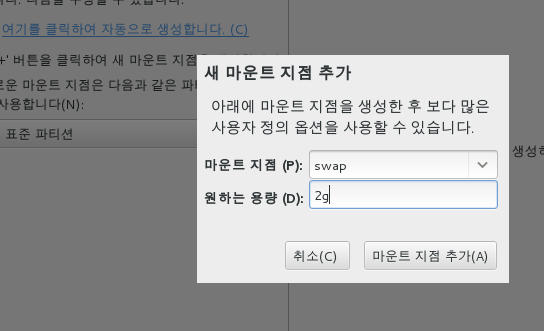 여기를 클릭하여 자동으로 생성합니다. (C)
+' 버튼을 클릭하여 새 마운트 지점
로운 마운트 지점은 다음과 같은 파
사용합니다(N):
표준 파티션
새 마운트 지점 추가
아래에 마운트 지점을 생성한 후 보다 많은
사용자 정의 옵션을 사용할 수 있습니다.
마운트 지점 (P): swap
원하는 용량 (D): 2g
취소(C) 마운트 지점 추가(A)
생성하